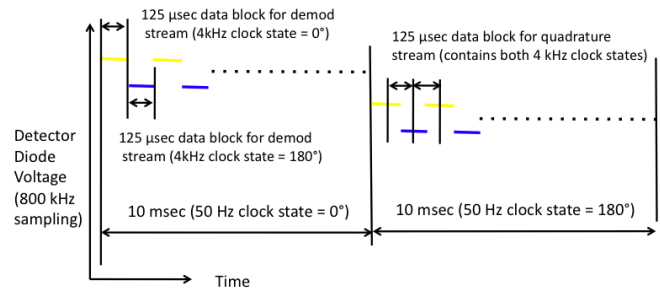 125 µsec data block for demod
stream (4kHz clock state = 0°)
125 µsec data block for quadrature
stream (contains both 4 kHz clock states)
125 µsec data block for demod
stream (4kHz clock state = 180°)
Detector
Diode
Voltage
(800 kHz
sampling)
10 msec (50 Hz clock state = 0°)
10 msec (50 Hz clock state = 180°)
Time